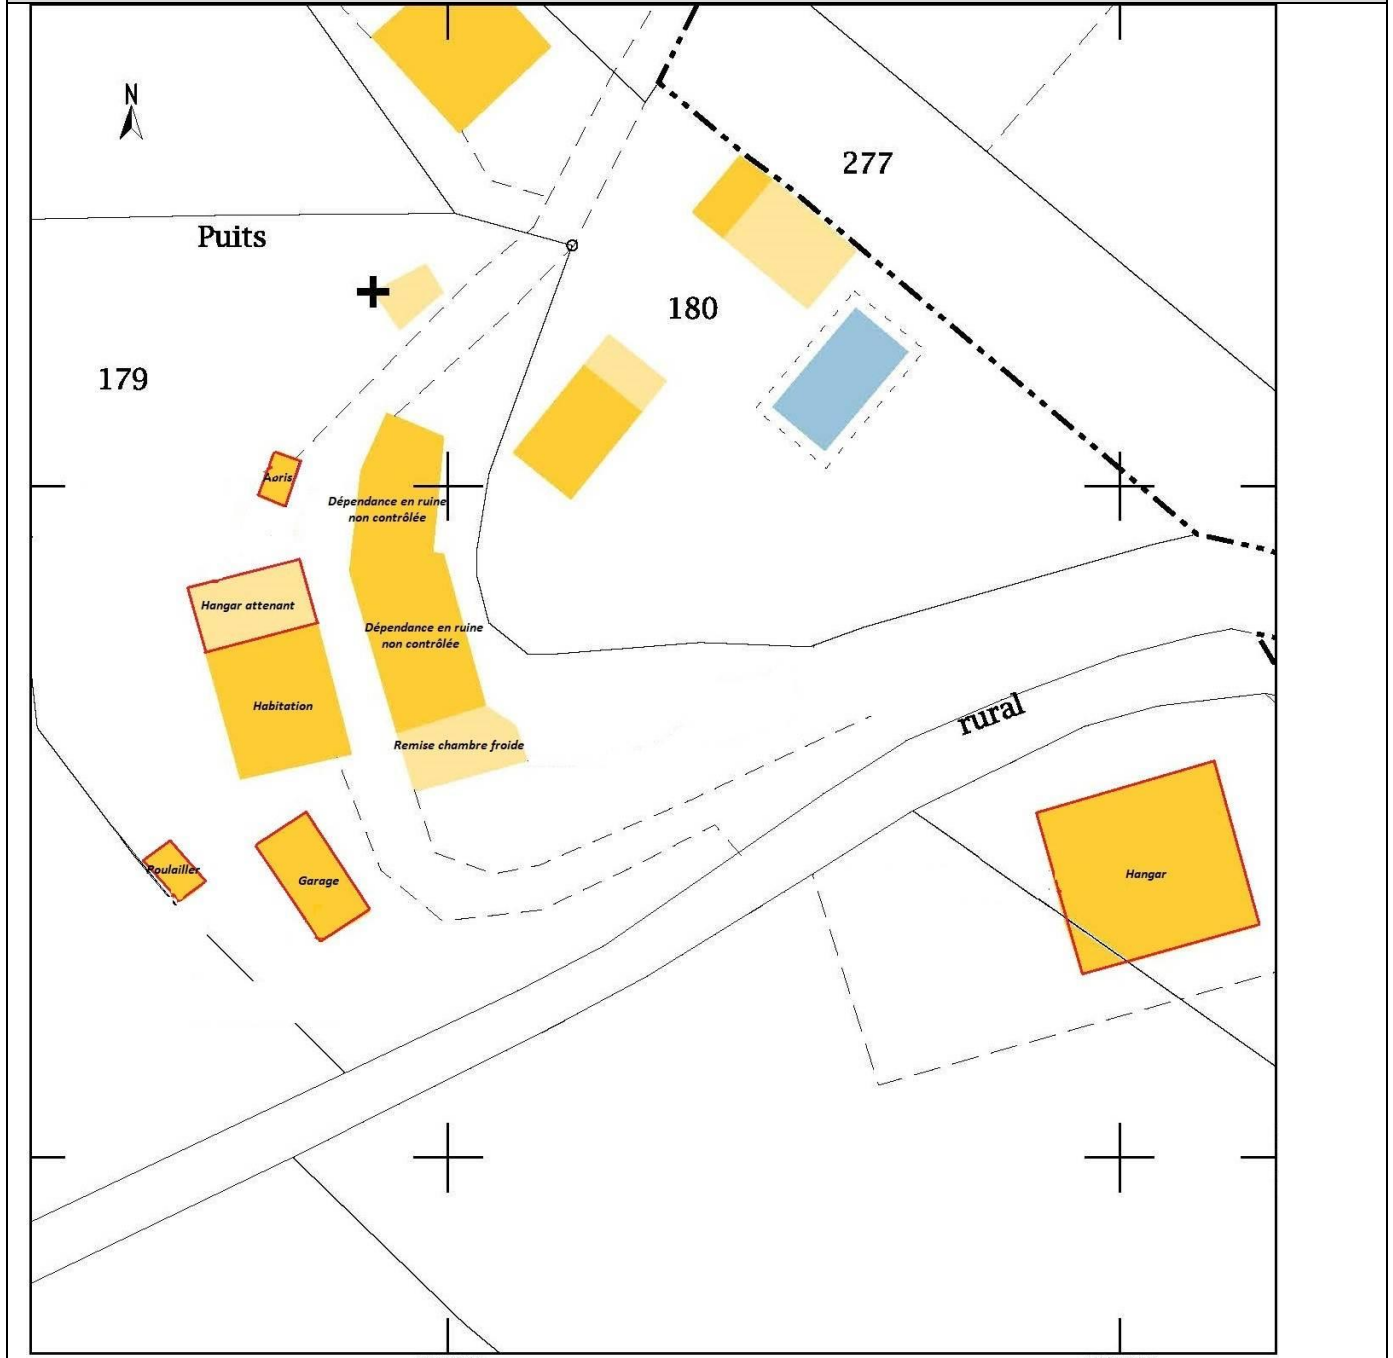 N
277
Puits
180
179
Abris
Dépendance en ruine
non contrôlée
Hangar attenant
Dépendance en ruine
non contrôlée
Habitation
rural
Remise chambre froide
Poulailler
Garage
Hangar